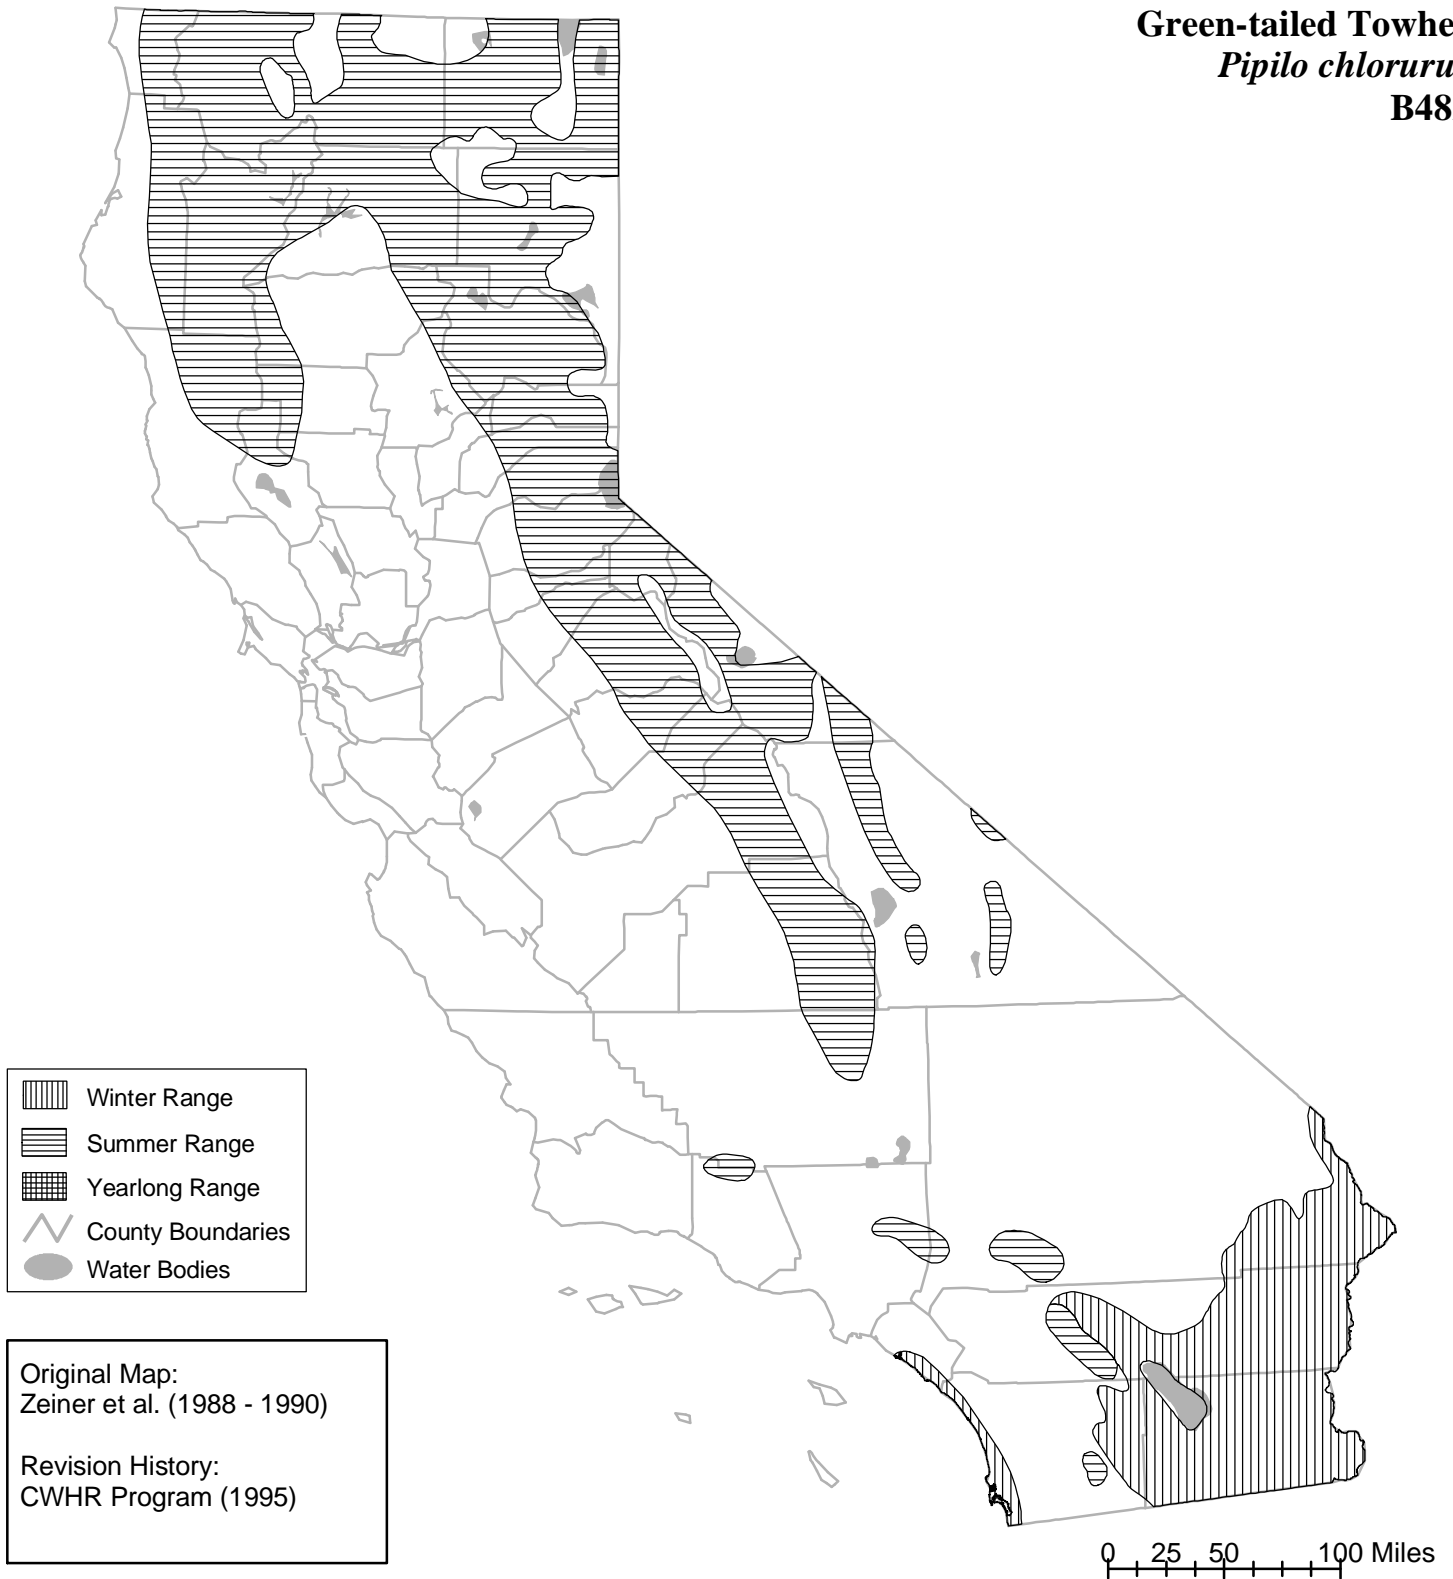 Green-tailed Towhe
Pipilo chloruru
B48
Winter Range
Summer Range
Yearlong Range
County Boundaries
Water Bodies
Original Map:
Zeiner et al. (1988 - 1990)
Revision History:
CWHR Program (1995)
0 25 50 100 Miles